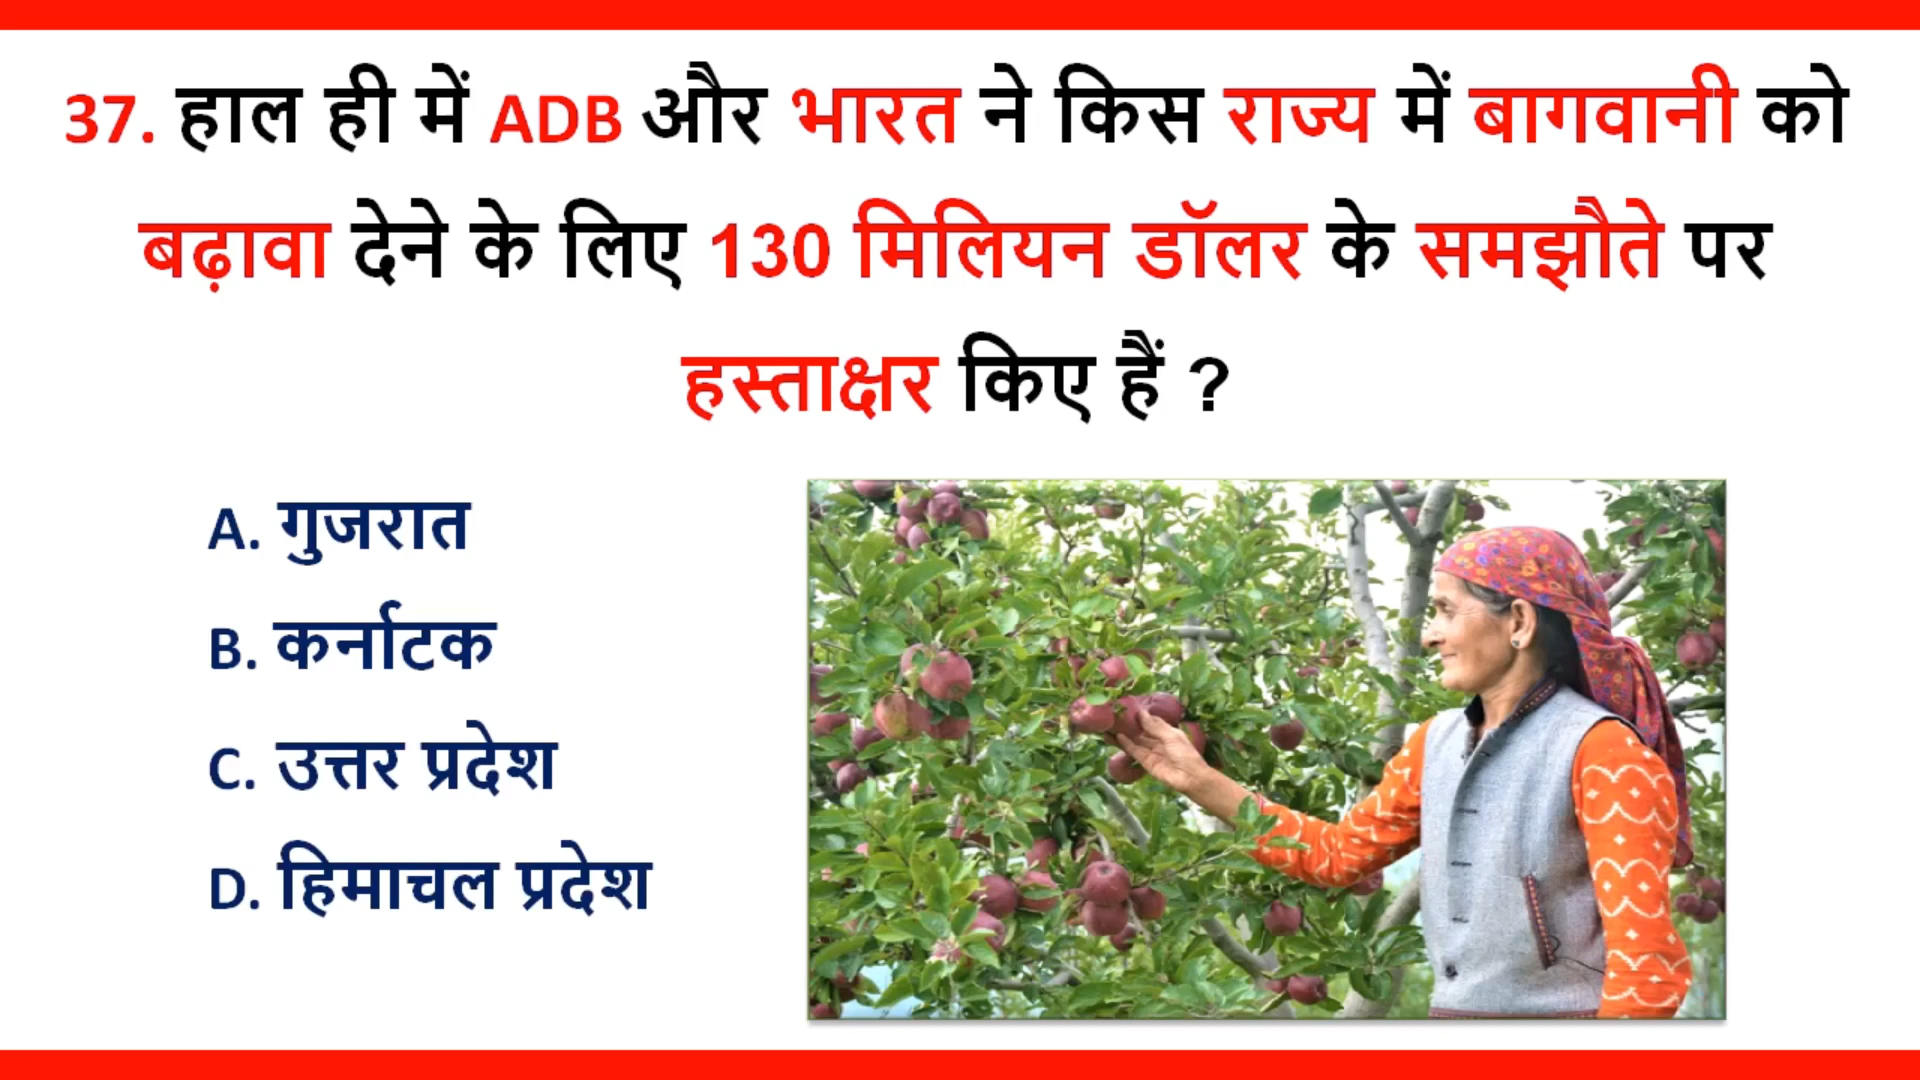 37. हाल ही में ADB और भारत ने किस राज्य में बागवानी को
बढ़ावा देने के लिए 130 मिलियन डॉलर के समझौते पर
हस्ताक्षर किए हैं ?
A. गुजरात
B. कर्नाटक
C. उत्तर प्रदेश
D. हिमाचल प्रदेश